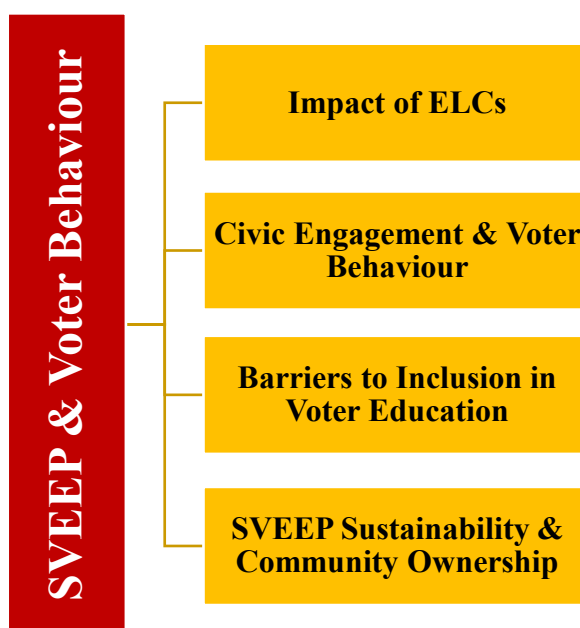 SVEEP & Voter Behaviour
Impact of ELCs
Civic Engagement & Voter
Behaviour
Barriers to Inclusion in
Voter Education
SVEEP Sustainability &
Community Ownership